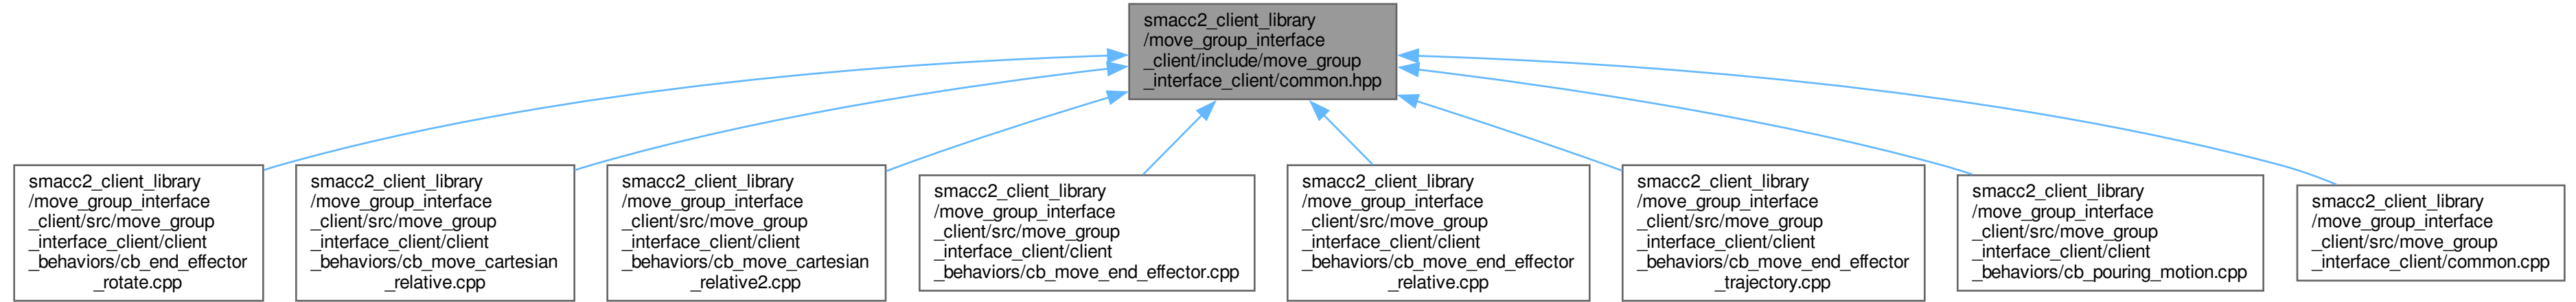 smacc2_client_library
/move_group_interface
_client/include/move_group
_interface_client/common.hpp
smacc2_client_library
/move_group_interface
_client/src/move_group
_interface_client/client
_behaviors/cb_end_effector
_rotate.cpp
smacc2_client_library
/move_group_interface
_client/src/move_group
_interface_client/client
_behaviors/cb_move_cartesian
_relative.cpp
smacc2_client_library
/move_group_interface
_client/src/move_group
_interface_client/client
_behaviors/cb_move_cartesian
_relative2.cpp
smacc2_client_library
/move_group_interface
_client/src/move_group
_interface_client/client
_behaviors/cb_move_end_effector.cpp
smacc2_client_library
/move_group_interface
_client/src/move_group
_interface_client/client
_behaviors/cb_move_end_effector
_relative.cpp
smacc2_client_library
/move_group_interface
_client/src/move_group
_interface_client/client
_behaviors/cb_move_end_effector
_trajectory.cpp
smacc2_client_library
/move_group_interface
_client/src/move_group
_interface_client/client
_behaviors/cb_pouring_motion.cpp
smacc2_client_library
/move_group_interface
_client/src/move_group
_interface_client/common.cpp